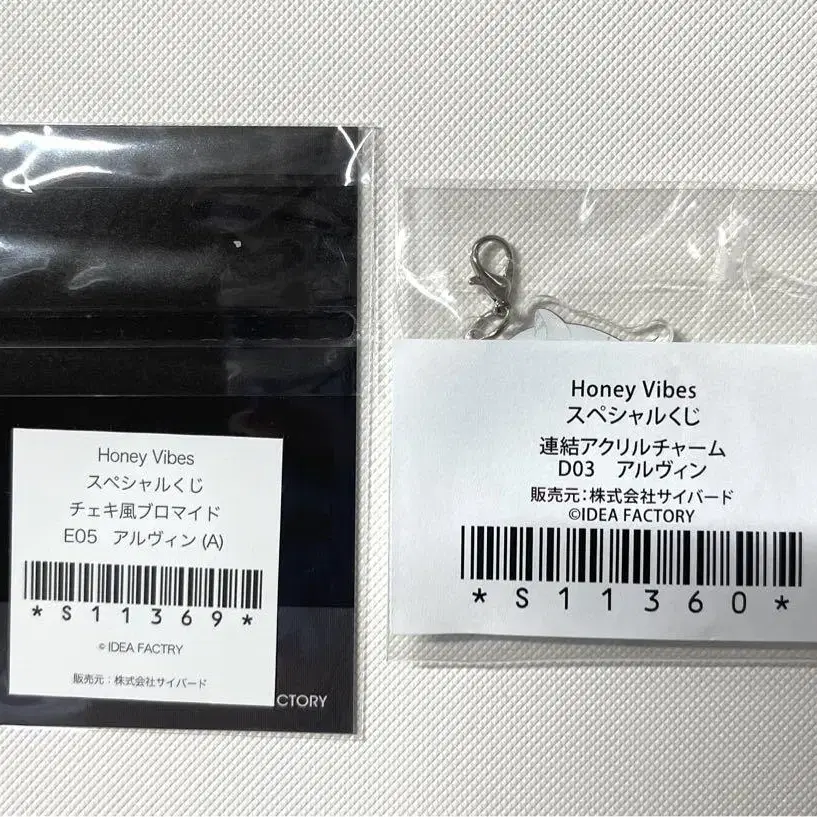 Honey Vibes
スペシャルくじ
チェキ風ブロマイド
E05 アルヴィン (A)
*S11369*
© IDEA FACTRY
販売元：株式会社サイバード
CTORY
Honey Vibes
スペシャルくじ
連結アクリルチャーム
D03 アルヴィン
販売元：株式会社サイバード
©IDEA FACTORY
*S11360*